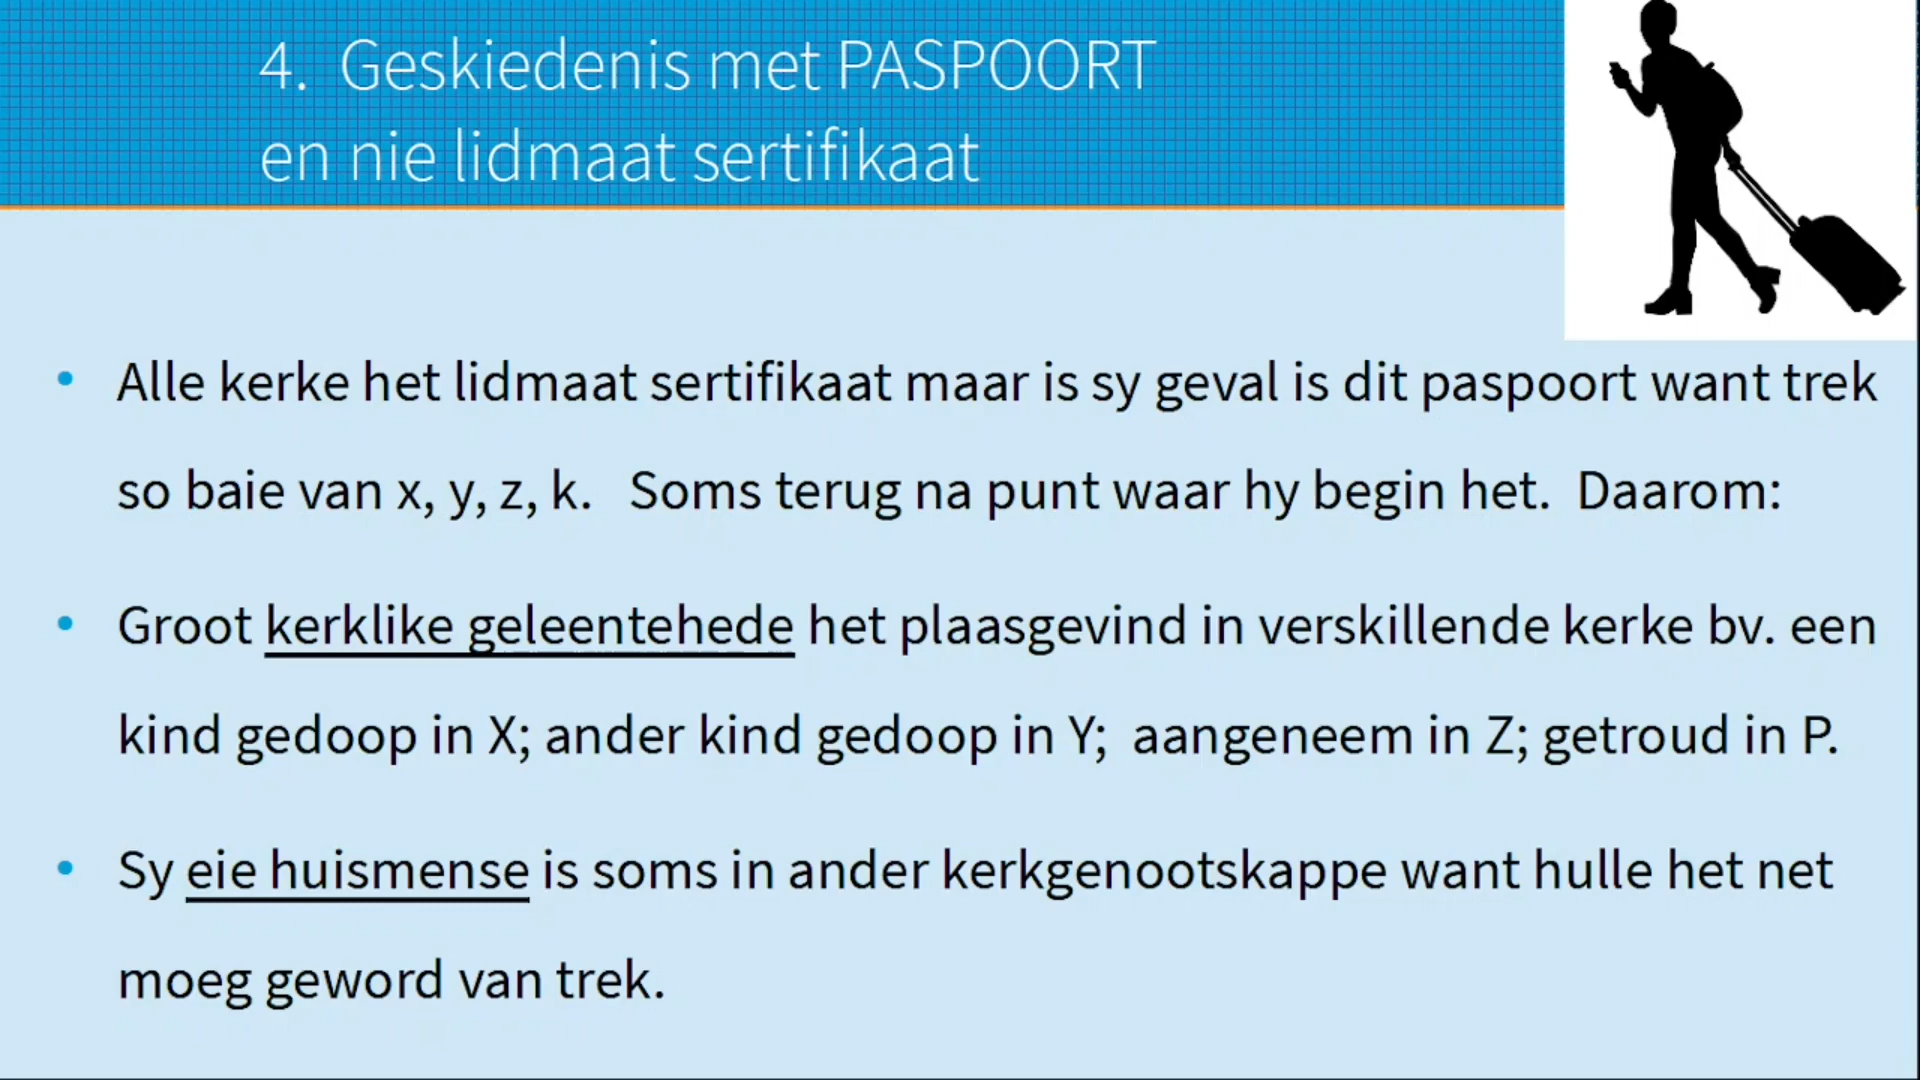 4. Geskiedenis met PASPOORT
en nie lidmaat sertifikaat
• Alle kerke het lidmaat sertifikaat maar is sy geval is dit paspoort want trek
so baie van x, y, z, k. Soms terug na punt waar hy begin het. Daarom:
• Groot kerklike geleentehede het plaasgevind in verskillende kerke bv. een
kind gedoop in X; ander kind gedoop in Y; aangeneem in Z; getroud in P.
• Sy eie huismense is soms in ander kerkgenootskappe want hulle het net
moeg geword van trek.